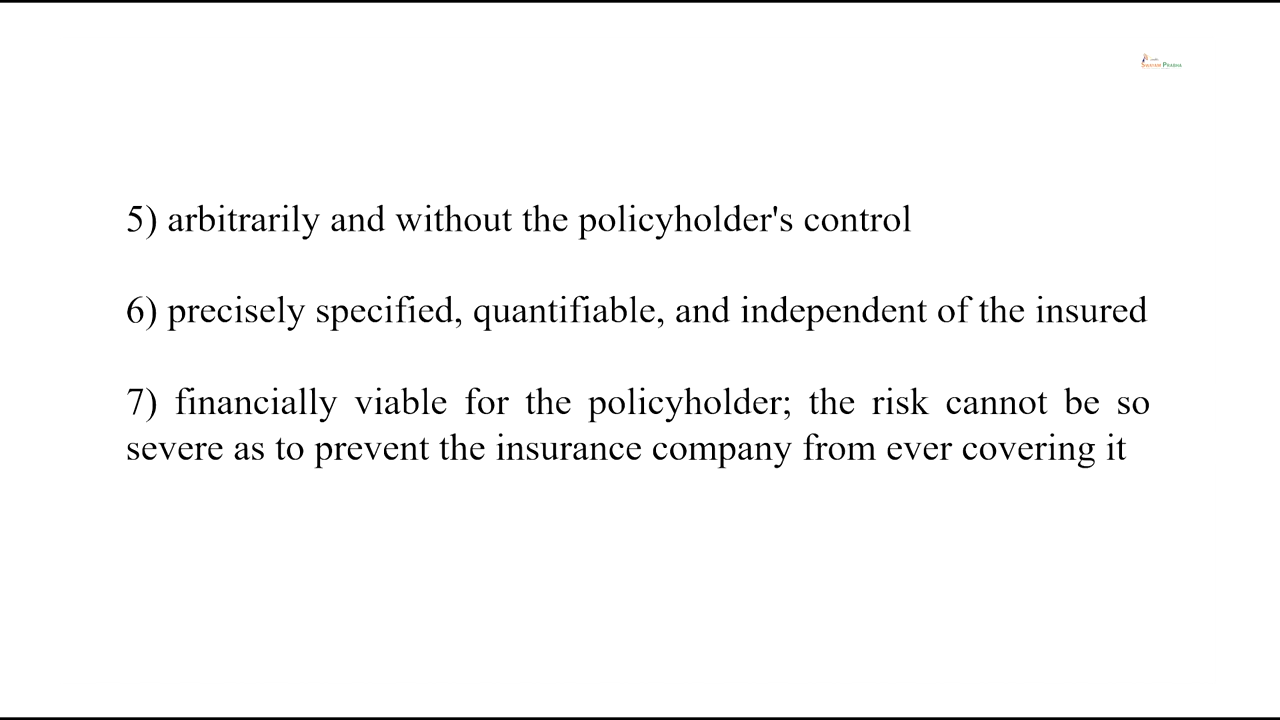 SWAYAM PRABHA
5) arbitrarily and without the policyholder's control
6) precisely specified, quantifiable, and independent of the insured
7) financially viable for the policyholder; the risk cannot be so
severe as to prevent the insurance company from ever covering it